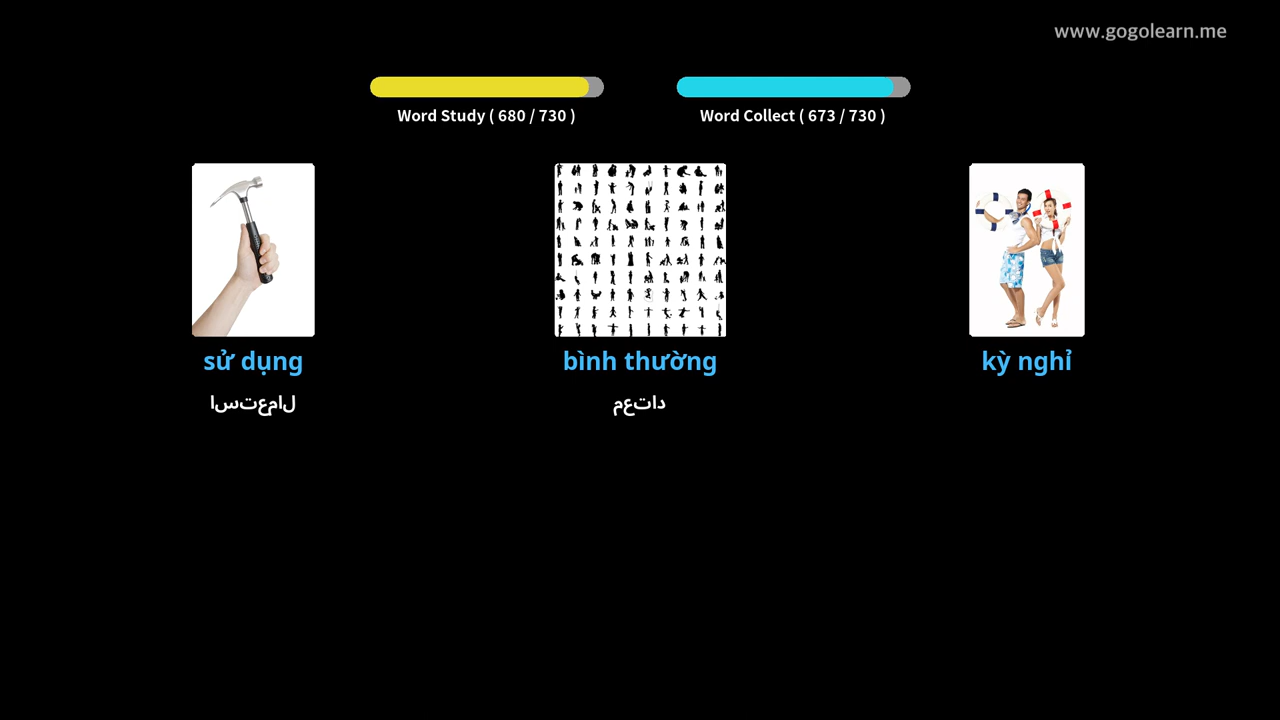 www.gogolearn.me
Word Study ( 680 / 730 )
Word Collect ( 673 / 730 )
sử dụng
bình thường
kỳ nghỉ
استعمال
معتاد